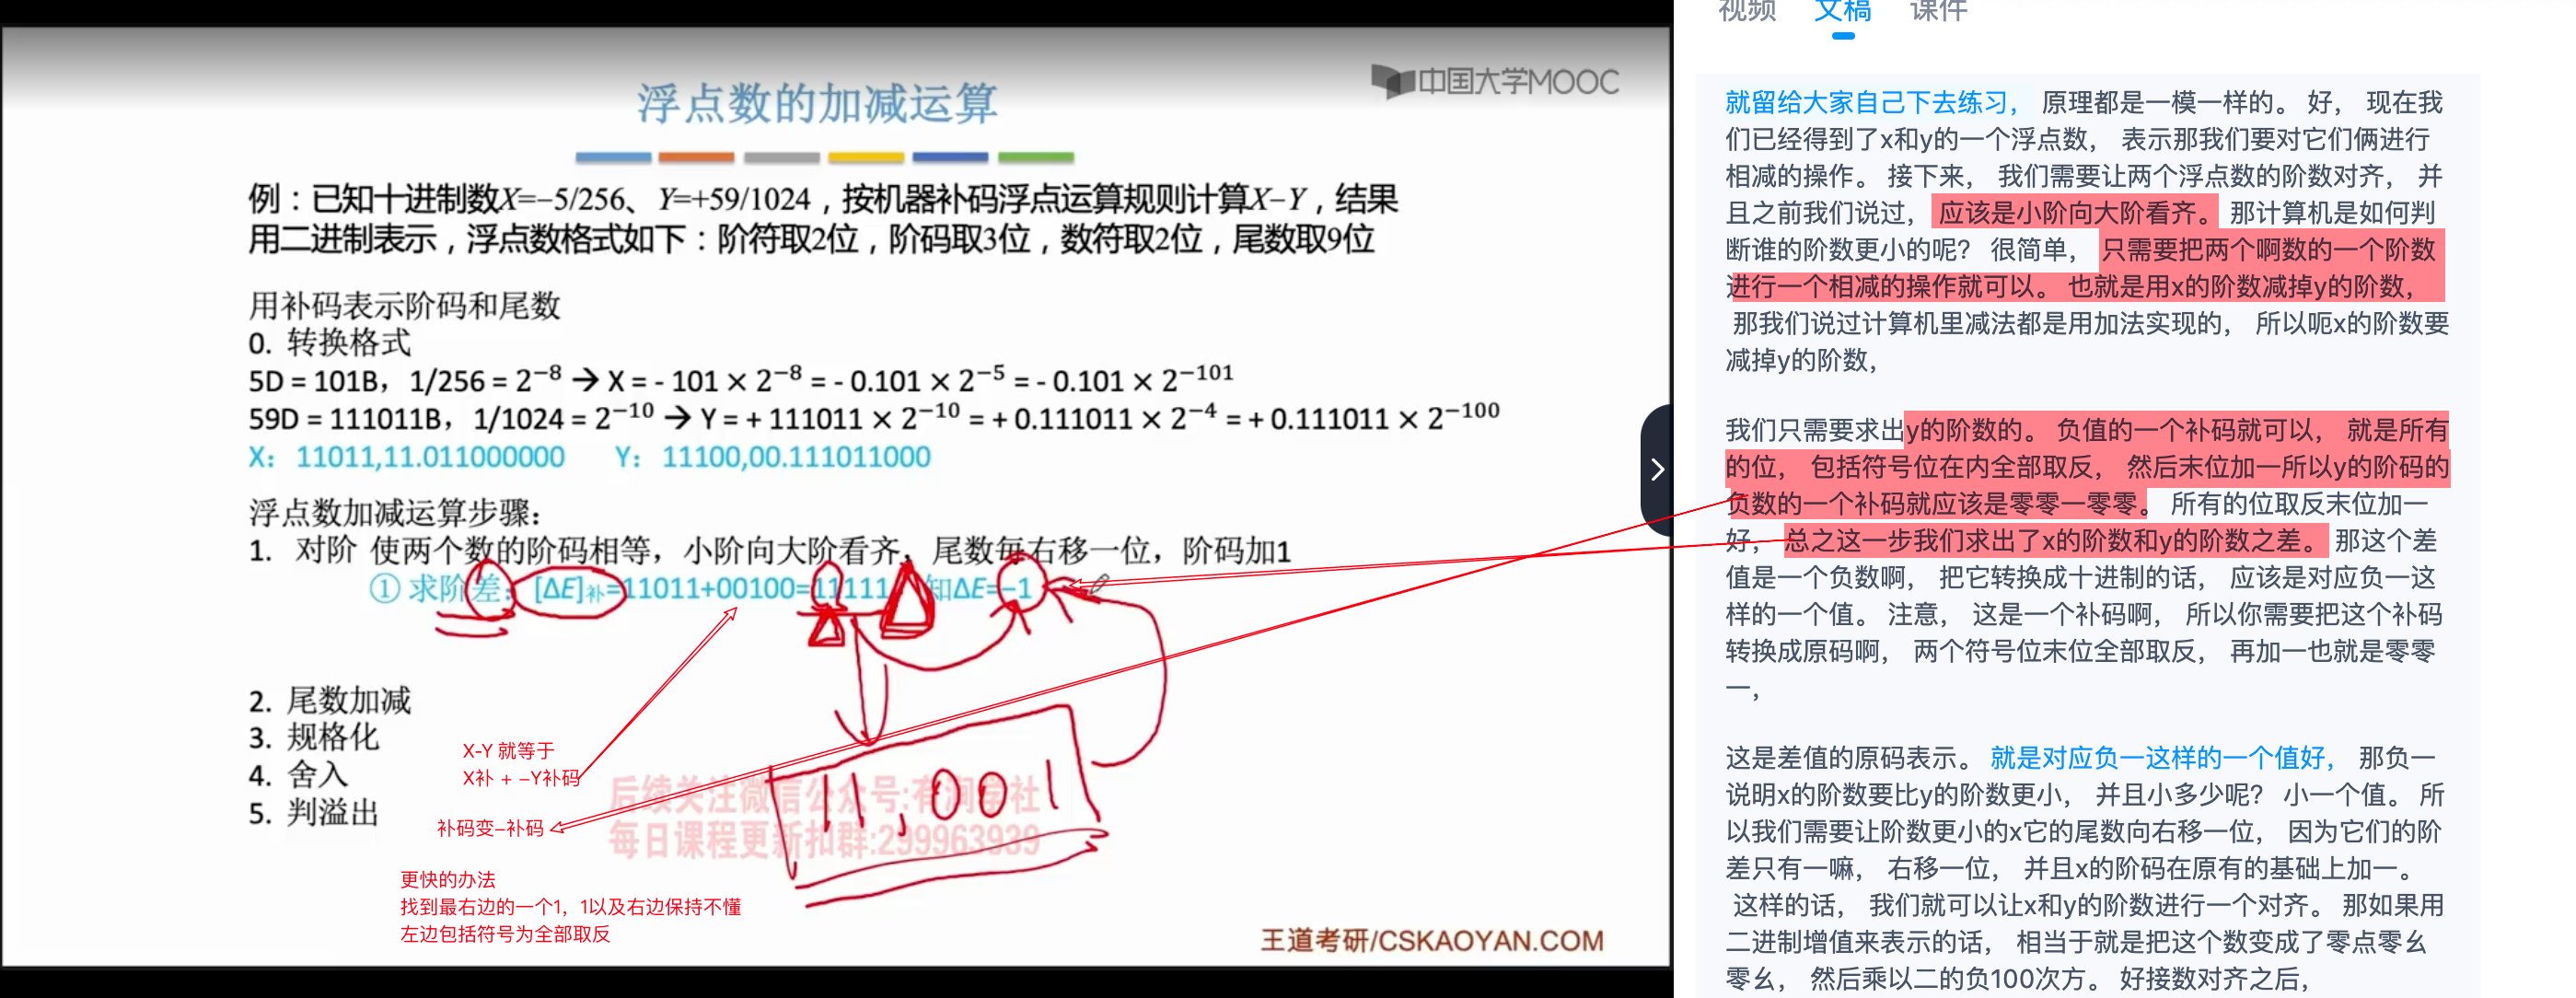 中国大学MOOC
浮点数的加减运算
例：已知十进制数X=−5/256、Y=+59/1024，按机器补码浮点运算规则计算X−Y，结果
用二进制表示，浮点数格式如下：阶符取2位，阶码取3位，数符取2位，尾数取9位
用补码表示阶码和尾数
0. 转换格式
5D = 101B，1/256 = 2⁻⁸ → X = - 101 × 2⁻⁸ = - 0.101 × 2⁻⁵ = - 0.101 × 2⁻¹⁰¹
59D = 111011B，1/1024 = 2⁻¹⁰ → Y = + 111011 × 2⁻¹⁰ = + 0.111011 × 2⁻⁴ = + 0.111011 × 2⁻¹⁰⁰
X： 11011,11.011000000 Y： 11100,00.111011000
浮点数加减运算步骤：
1. 对阶 使两个数的阶码相等，小阶向大阶看齐，尾数每右移一位，阶码加1
① 求阶差：[ΔE]补=11011+00100=11111 知ΔE=−1
2. 尾数加减
3. 规格化
4. 舍入
5. 判溢出
X-Y 就等于
X补 + −Y补码
补码变−补码
更快的办法
找到最右边的一个1，1以及右边保持不懂
左边包括符号为全部取反
11,001
后续关注微信公众号:有润学社
每日课程更新扣群:299963939
王道考研/CSKAOYAN.COM
视频 文稿 课件
就留给大家自己下去练习， 原理都是一模一样的。 好， 现在我
们已经得到了x和y的一个浮点数， 表示那我们要对它们俩进行
相减的操作。 接下来， 我们需要让两个浮点数的阶数对齐， 并
且之前我们说过， 应该是小阶向大阶看齐。 那计算机是如何判
断谁的阶数更小的呢？ 很简单， 只需要把两个啊数的一个阶数
进行一个相减的操作就可以。 也就是用x的阶数减掉y的阶数，
那我们说过计算机里减法都是用加法实现的， 所以呃x的阶数要
减掉y的阶数，
我们只需要求出y的阶数的。 负值的一个补码就可以， 就是所有
的位， 包括符号位在内全部取反， 然后末位加一所以y的阶码的
负数的一个补码就应该是零零一零零。 所有的位取反末位加一
好， 总之这一步我们求出了x的阶数和y的阶数之差。 那这个差
值是一个负数啊， 把它转换成十进制的话， 应该是对应负一这
样的一个值。 注意， 这是一个补码啊， 所以你需要把这个补码
转换成原码啊， 两个符号位末位全部取反， 再加一也就是零零
一，
这是差值的原码表示。 就是对应负一这样的一个值好， 那负一
说明x的阶数要比y的阶数更小， 并且小多少呢？ 小一个值。 所
以我们需要让阶数更小的x它的尾数向右移一位， 因为它们的阶
差只有一嘛， 右移一位， 并且x的阶码在原有的基础上加一。
这样的话， 我们就可以让x和y的阶数进行一个对齐。 那如果用
二进制增值来表示的话， 相当于就是把这个数变成了零点零幺
零幺， 然后乘以二的负100次方。 好接数对齐之后，